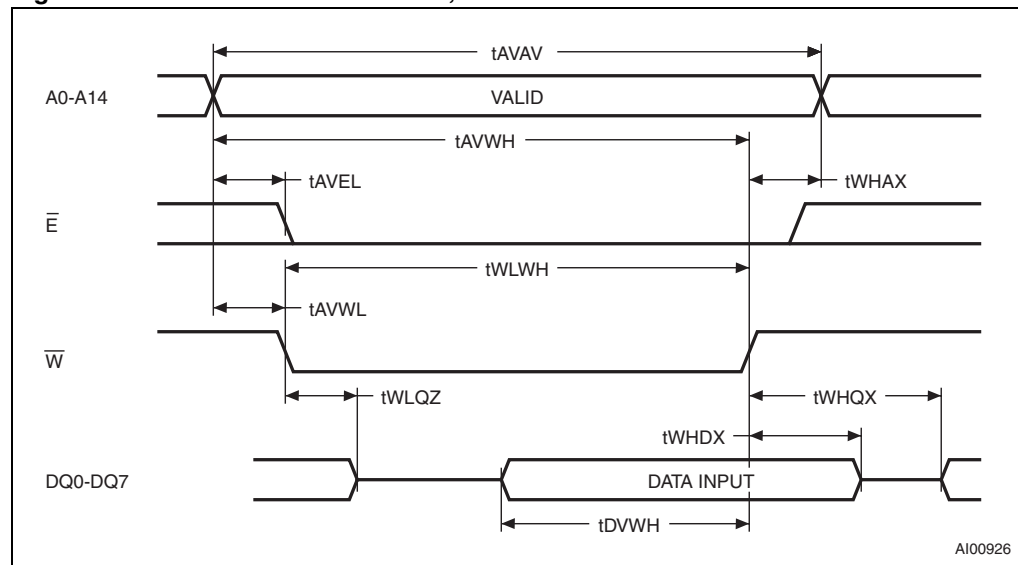 tAVAV
A0-A14
VALID
tAVWH
tAVEL
tWHAX
E̅
tWLWH
tAVWL
W̅
tWLQZ
tWHQX
tWHDX
DQ0-DQ7
DATA INPUT
tDVWH
AI00926